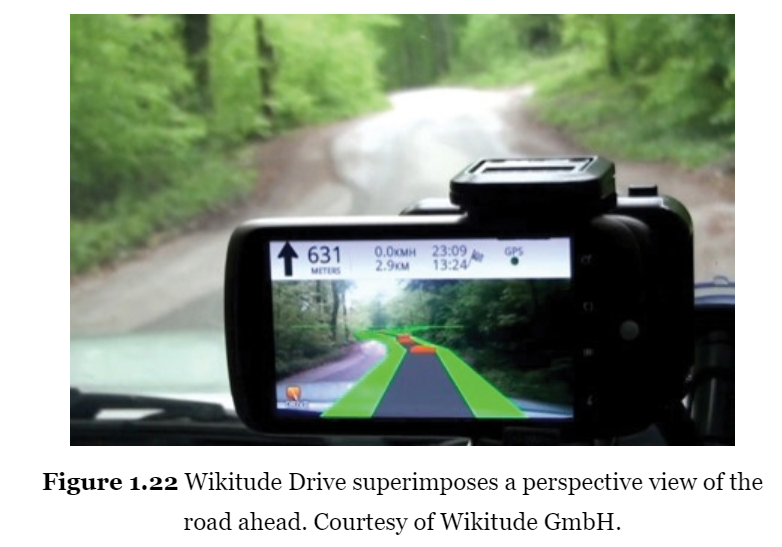 631
METERS
0.0KMH
2.9KM
23:09
13:24
GPS
Figure 1.22 Wikitude Drive superimposes a perspective view of the
road ahead. Courtesy of Wikitude GmbH.